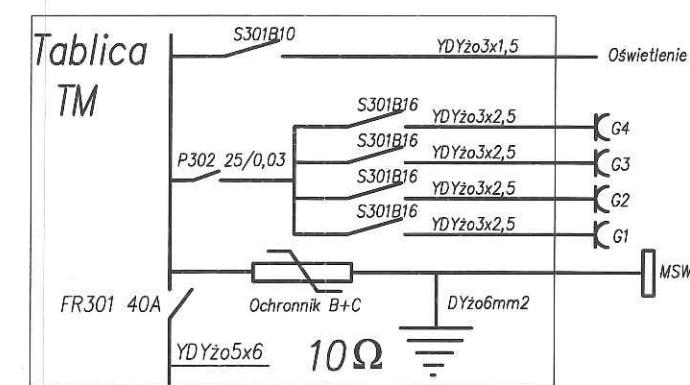 Tablica
TM
S301B10
YDYżo3x1,5
Oświetlenie
S301B16
YDYżo3x2,5
G4
S301B16
YDYżo3x2,5
G3
P302 25/0,03
S301B16
YDYżo3x2,5
G2
S301B16
YDYżo3x2,5
G1
MSW
FR301 40A
Ochronnik B+C
DYżo6mm2
YDYżo5x6
10Ω